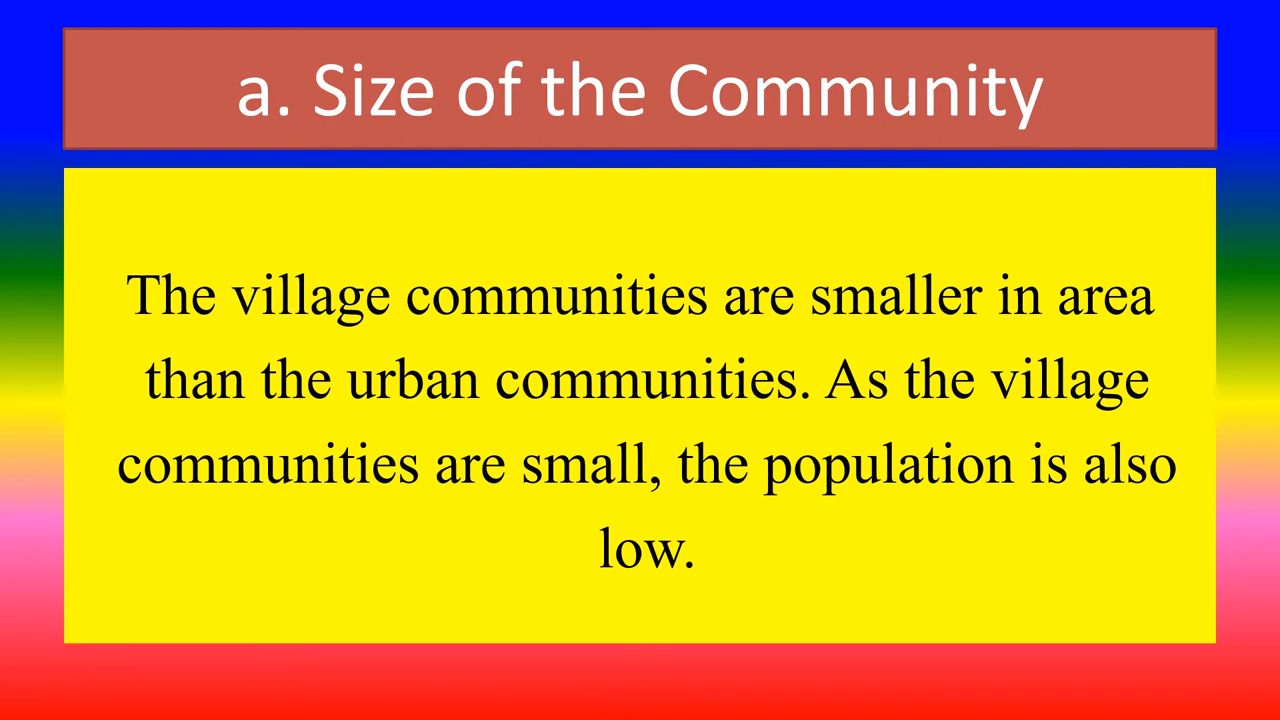 a. Size of the Community
The village communities are smaller in area
than the urban communities. As the village
communities are small, the population is also
low.